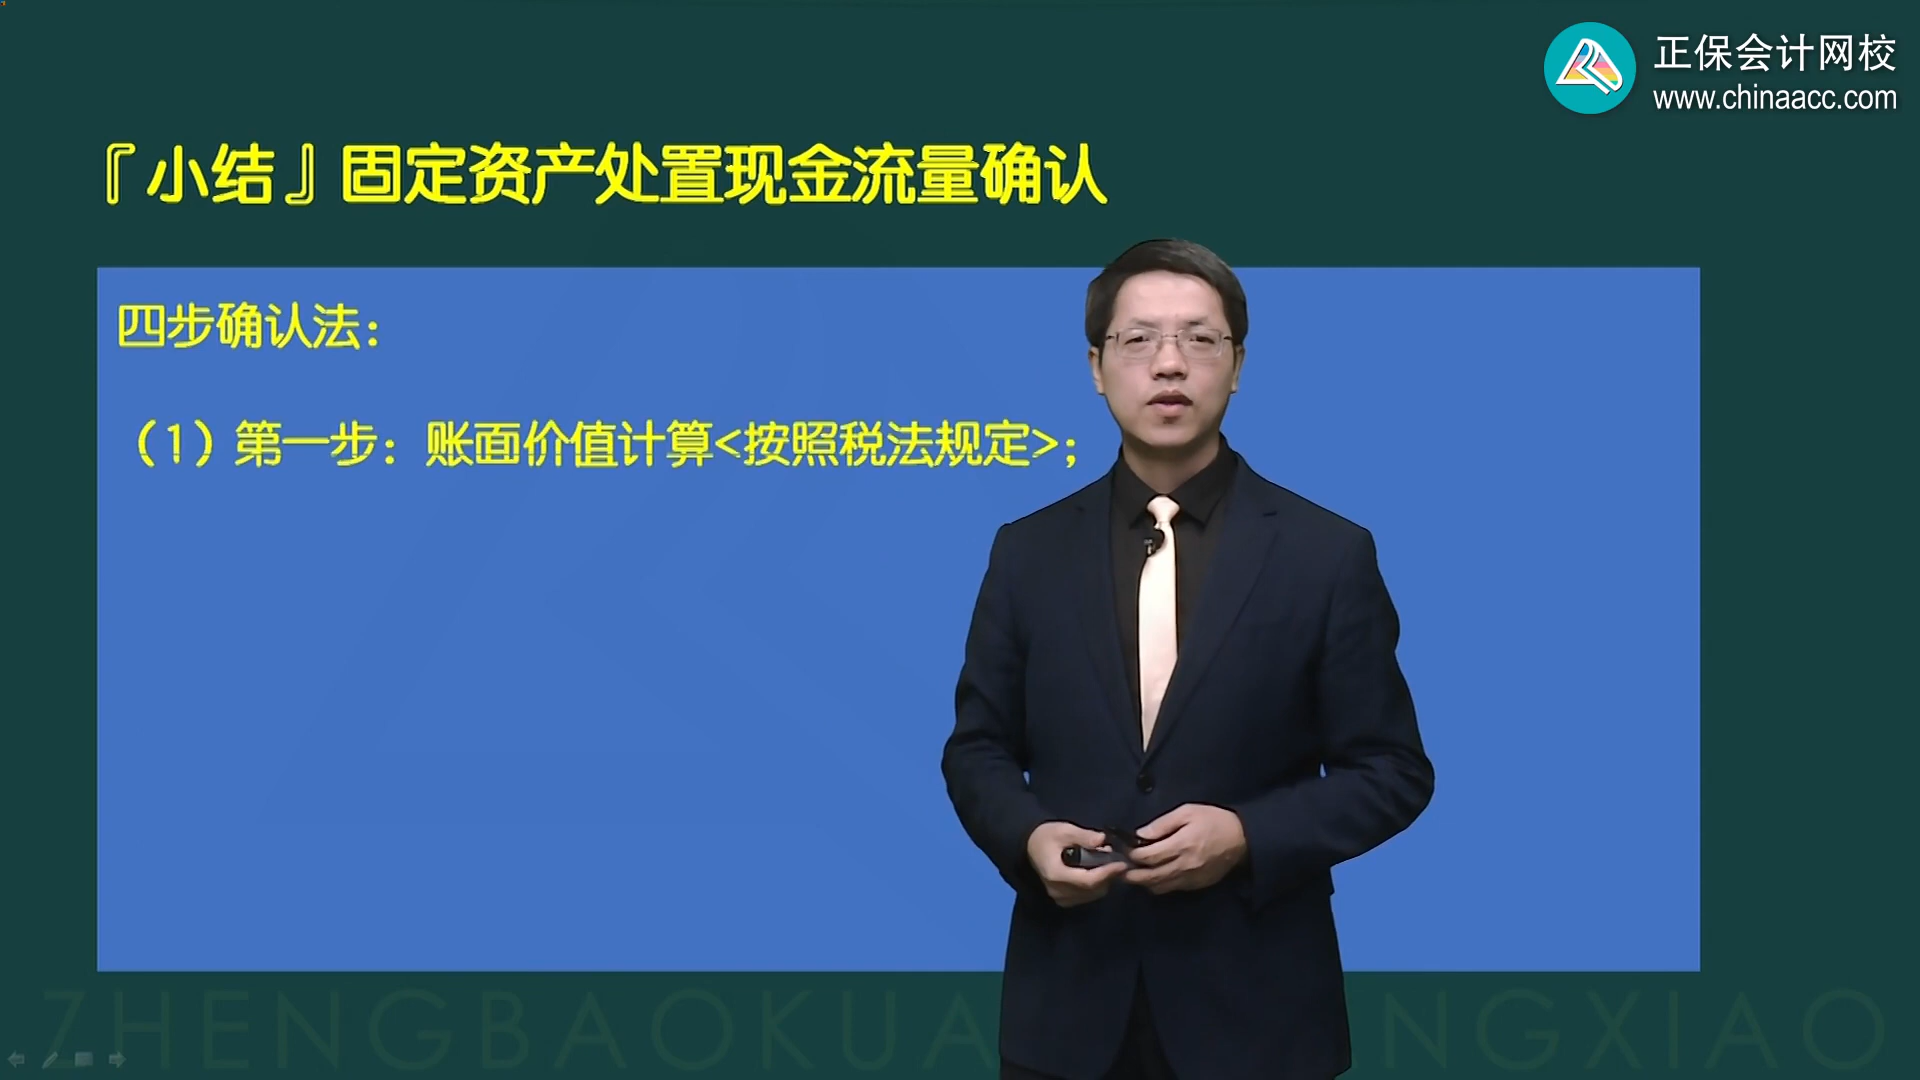 正保会计网校
www.chinaacc.com
『小结』固定资产处置现金流量确认
四步确认法：
（1）第一步：账面价值计算<按照税法规定>；
ZHENGBAOKUA NGXIAO